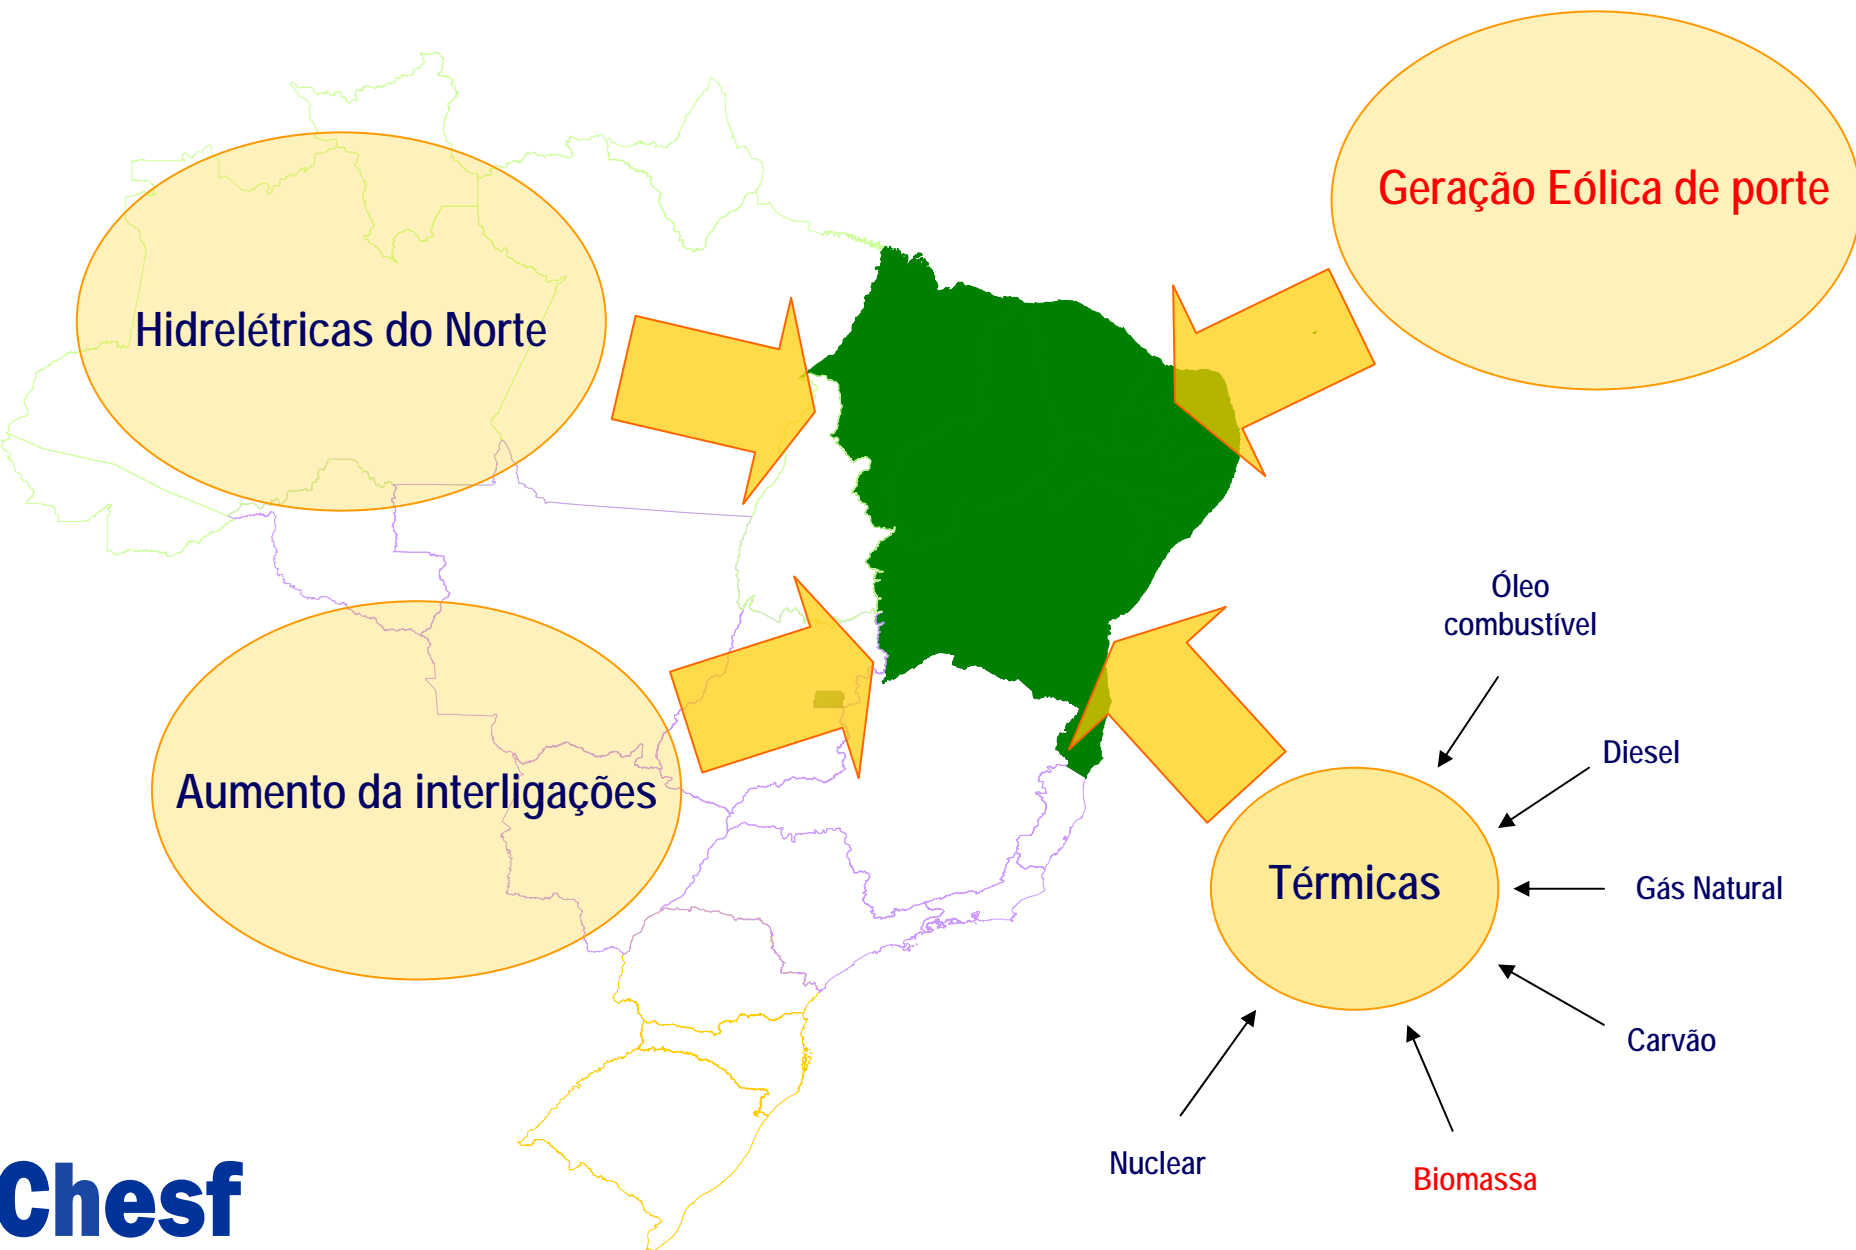 Geração Eólica de porte
Hidrelétricas do Norte
Óleo
combustível
Diesel
Aumento da interligações
Térmicas
Gás Natural
Carvão
Nuclear
Biomassa
Chesf